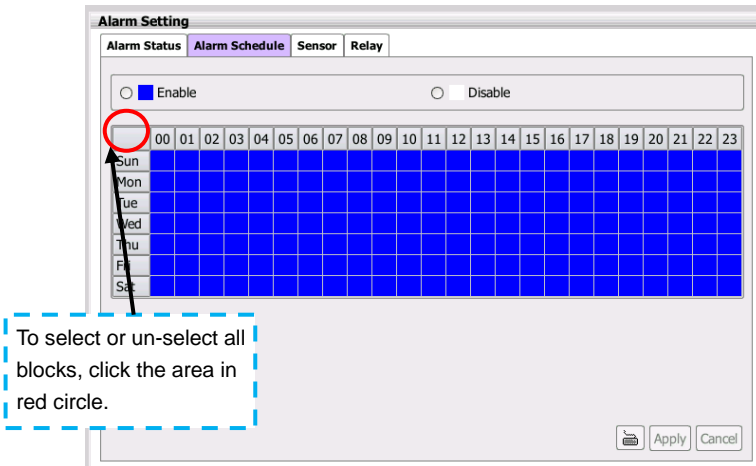 Alarm Setting
Alarm Status Alarm Schedule Sensor Relay
Enable Disable
00 01 02 03 04 05 06 07 08 09 10 11 12 13 14 15 16 17 18 19 20 21 22 23
Sun
Mon
Tue
Wed
Thu
Fri
Sat
To select or un-select all
blocks, click the area in
red circle.
Apply Cancel